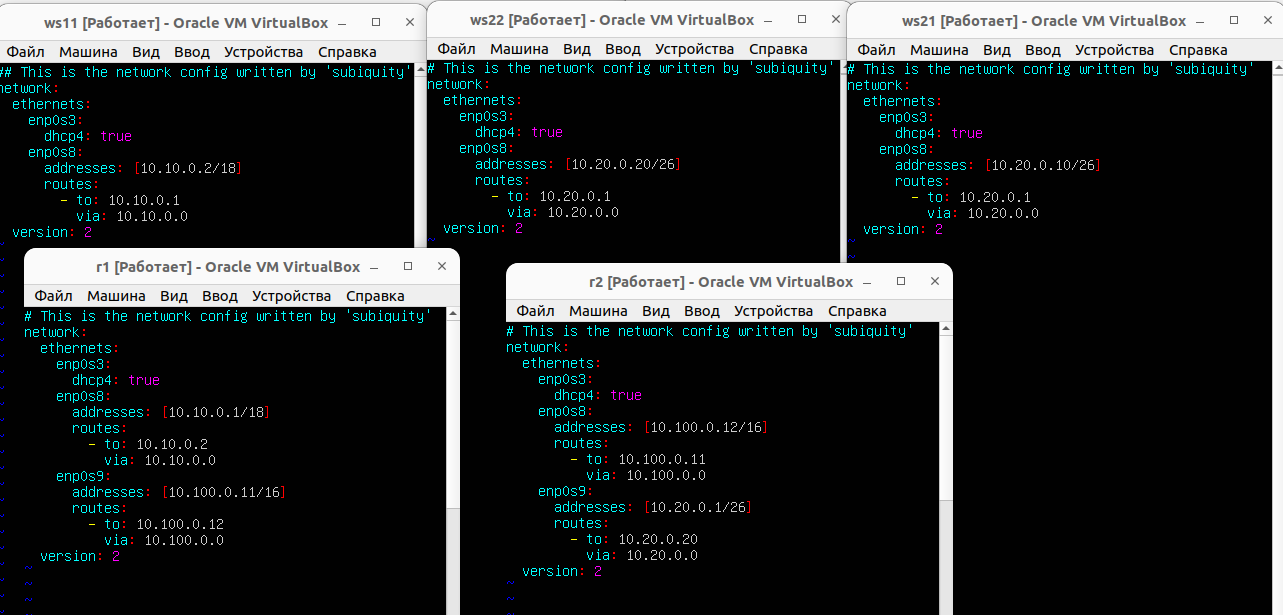 ws11 [Работает] - Oracle VM VirtualBox
Файл Машина Вид Ввод Устройства Справка
## This is the network config written by 'subiquity'
network:
ethernets:
enp0s3:
dhcp4: true
enp0s8:
addresses: [10.10.0.2/18]
routes:
- to: 10.10.0.1
via: 10.10.0.0
version: 2
ws22 [Работает] - Oracle VM VirtualBox
Файл Машина Вид Ввод Устройства Справка
# This is the network config written by 'subiquity'
network:
ethernets:
enp0s3:
dhcp4: true
enp0s8:
addresses: [10.20.0.20/26]
routes:
- to: 10.20.0.1
via: 10.20.0.0
version: 2
~
ws21 [Работает] - Oracle VM VirtualBox
Файл Машина Вид Ввод Устройства Справка
# This is the network config written by 'subiquity'
network:
ethernets:
enp0s3:
dhcp4: true
enp0s8:
addresses: [10.20.0.10/26]
routes:
- to: 10.20.0.1
via: 10.20.0.0
version: 2
~
~
r1 [Работает] - Oracle VM VirtualBox
Файл Машина Вид Ввод Устройства Справка
# This is the network config written by 'subiquity'
network:
ethernets:
enp0s3:
dhcp4: true
enp0s8:
addresses: [10.10.0.1/18]
routes:
- to: 10.10.0.2
via: 10.10.0.0
enp0s9:
addresses: [10.100.0.11/16]
routes:
- to: 10.100.0.12
via: 10.100.0.0
version: 2
~
~
r2 [Работает] - Oracle VM VirtualBox
Файл Машина Вид Ввод Устройства Справка
# This is the network config written by 'subiquity'
network:
ethernets:
enp0s3:
dhcp4: true
enp0s8:
addresses: [10.100.0.12/16]
routes:
- to: 10.100.0.11
via: 10.100.0.0
enp0s9:
addresses: [10.20.0.1/26]
routes:
- to: 10.20.0.20
via: 10.20.0.0
version: 2
~
~